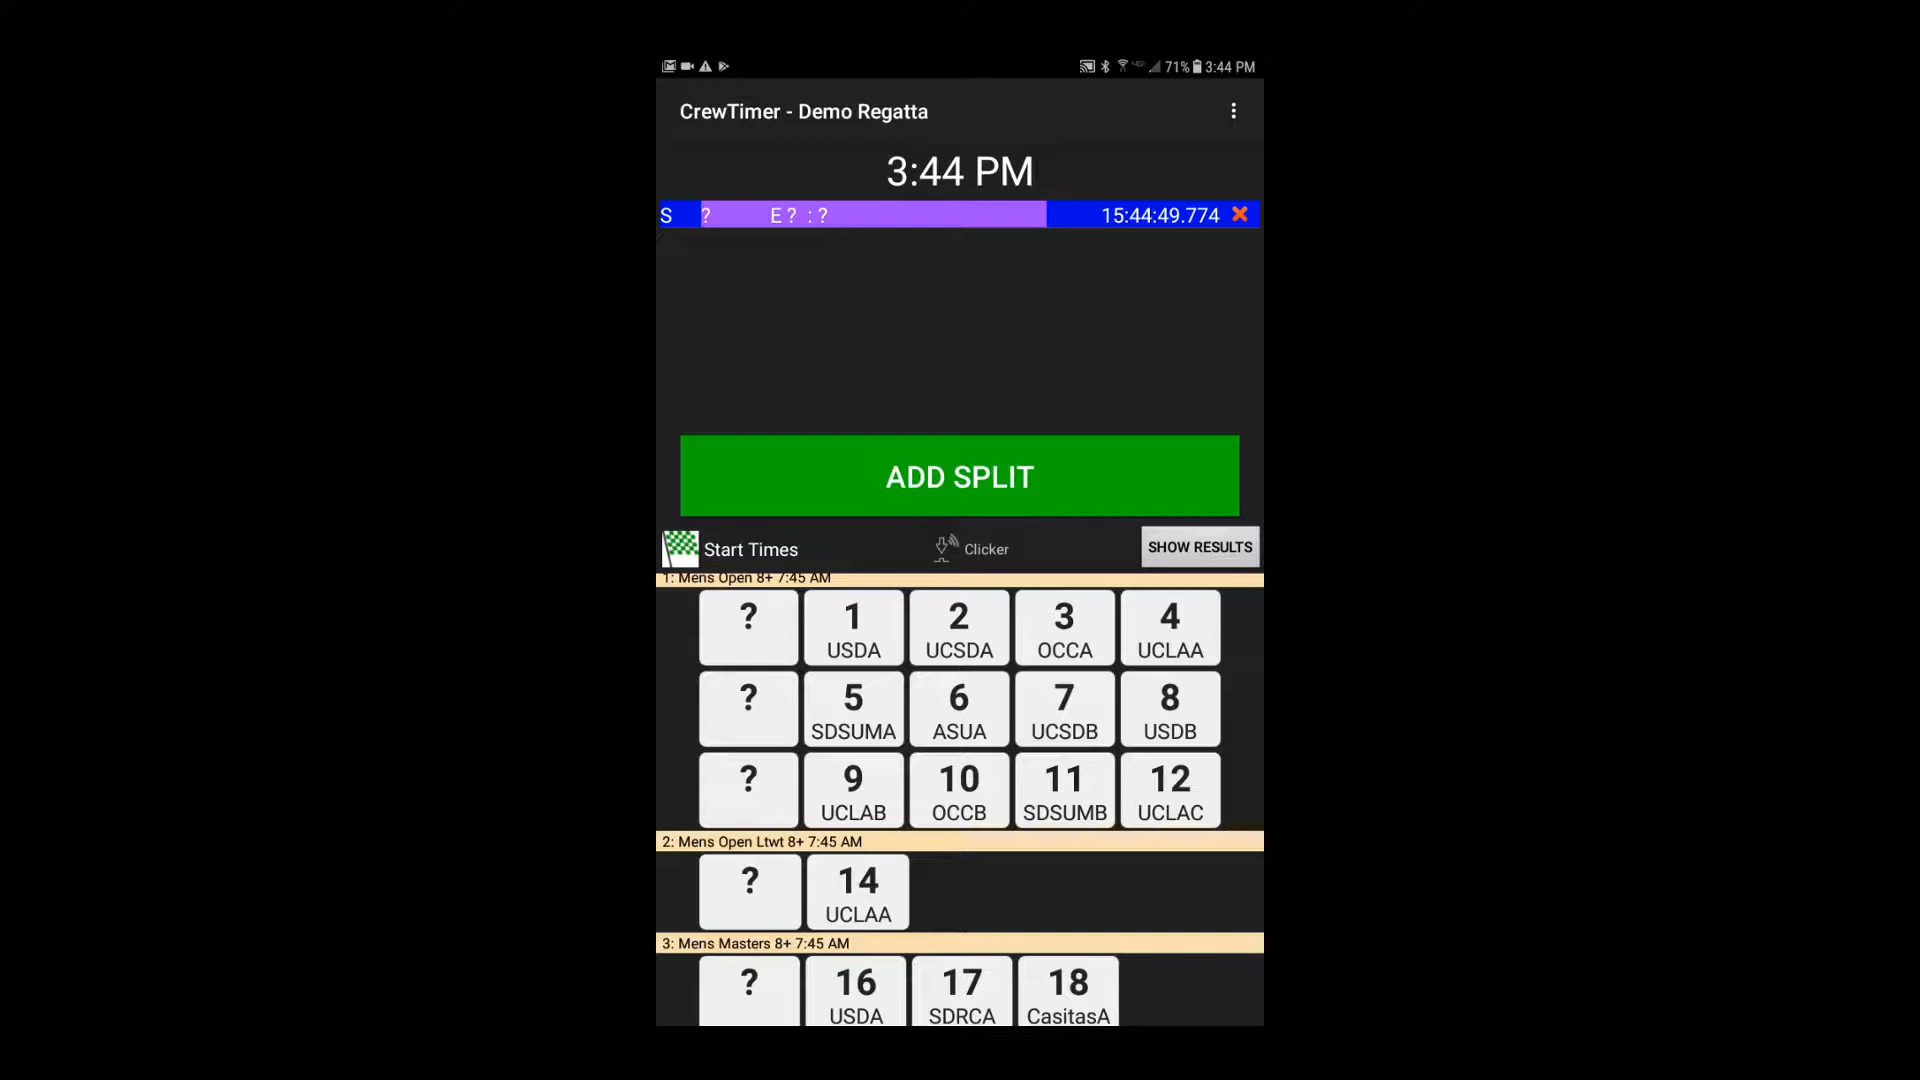 71% 3:44 PM
CrewTimer - Demo Regatta
3:44 PM
S ? E ? : ? 15:44:49.774
ADD SPLIT
Start Times Clicker SHOW RESULTS
1: Mens Open 8+ 7:45 AM
? 1 2 3 4
USDA UCSDA OCCA UCLAA
? 5 6 7 8
SDSUMA ASUA UCSDB USDB
? 9 10 11 12
UCLAB OCCB SDSUMB UCLAC
2: Mens Open Ltwt 8+ 7:45 AM
? 14
UCLAA
3: Mens Masters 8+ 7:45 AM
? 16 17 18
USDA SDRCA CasitasA